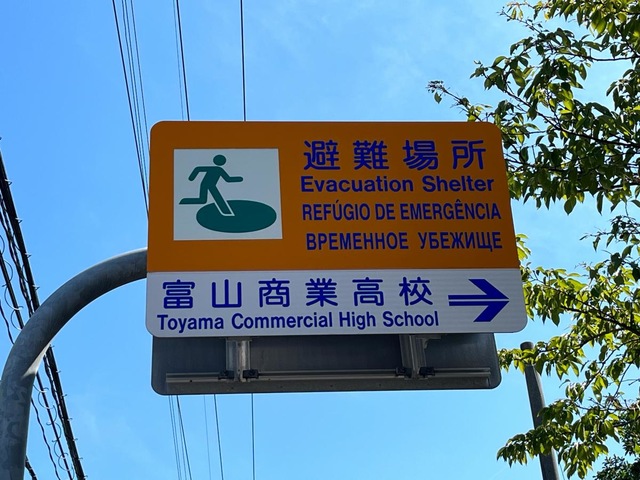 避難場所
Evacuation Shelter
REFÚGIO DE EMERGÊNCIA
ВРЕМЕННОЕ УБЕЖИЩЕ
富山商業高校
Toyama Commercial High School